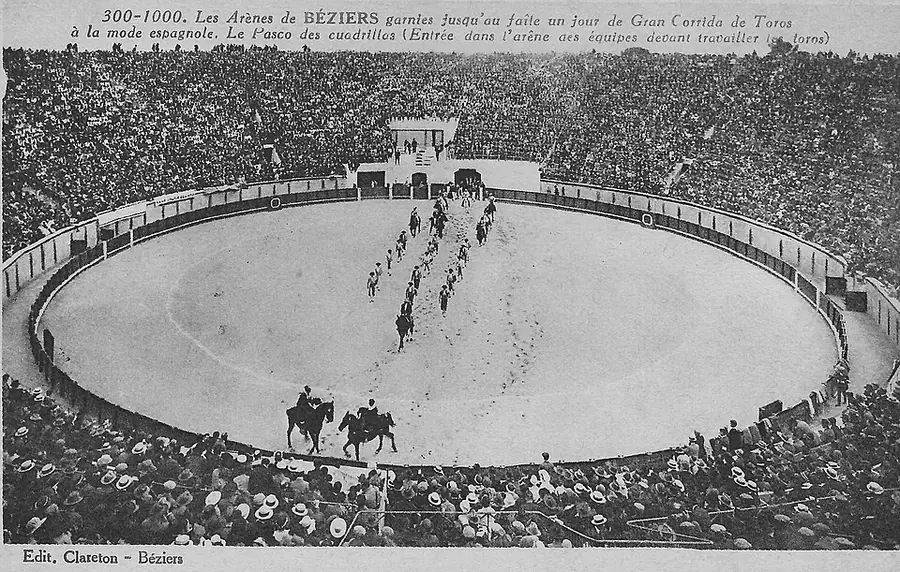 300-1000. Les Arènes de BÉZIERS garnies jusqu'au faîte un jour de Gran Corrida de Toros
à la mode espagnole. Le Pasco des cuadrillas (Entrée dans l'arène des équipes devant travailler les toros)
Edit. Clareton - Béziers